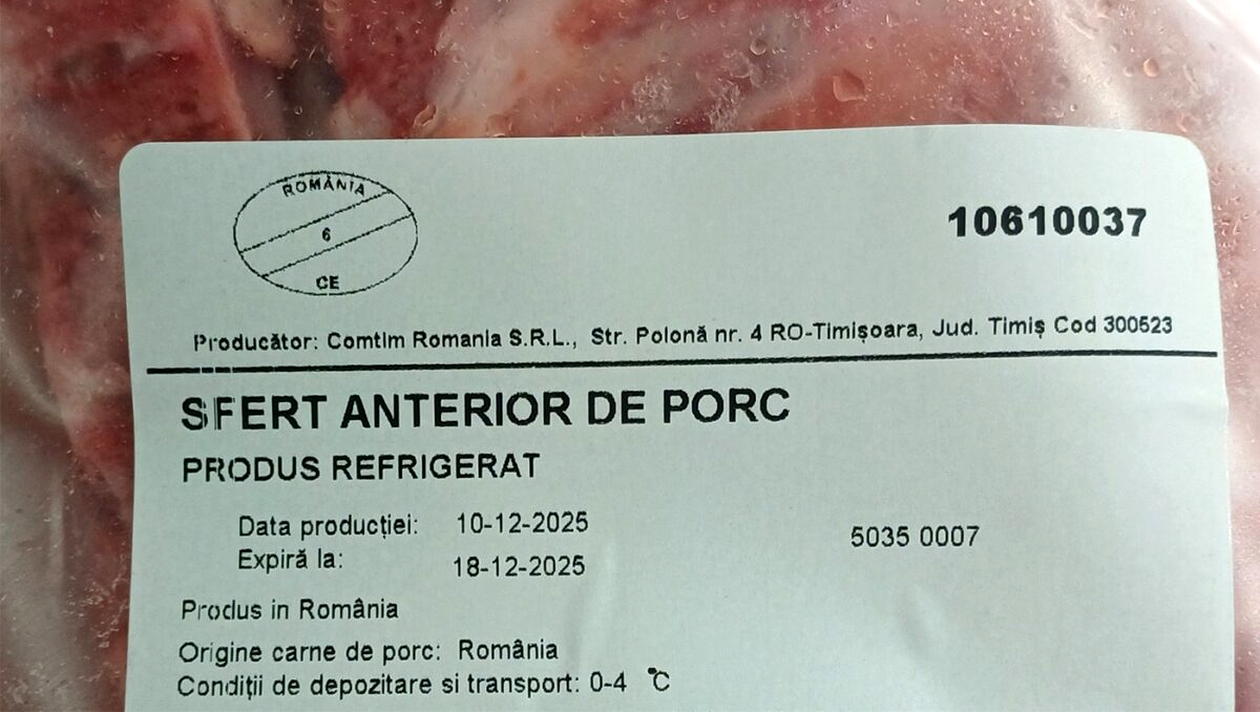 ROMÂNIA
6
CE
10610037
Producător: Comtim Romania S.R.L., Str. Polonă nr. 4 RO-Timișoara, Jud. Timiș Cod 300523
SFERT ANTERIOR DE PORC
PRODUS REFRIGERAT
Data producției: 10-12-2025
5035 0007
Expiră la: 18-12-2025
Produs in România
Origine carne de porc: România
Condiții de depozitare si transport: 0-4 °C